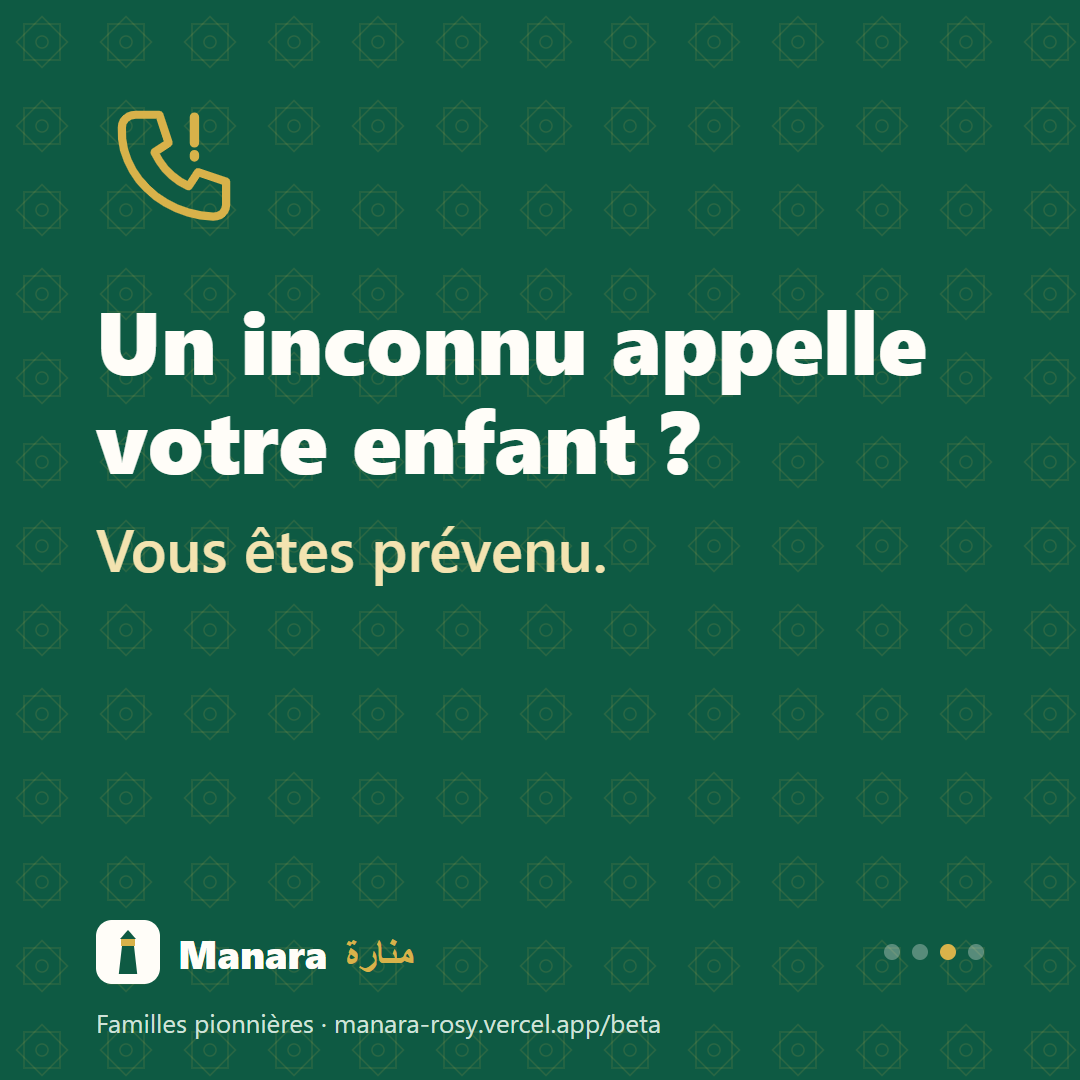 Un inconnu appelle
votre enfant ?
Vous êtes prévenu.
Manara منارة
Familles pionnières · manara-rosy.vercel.app/beta